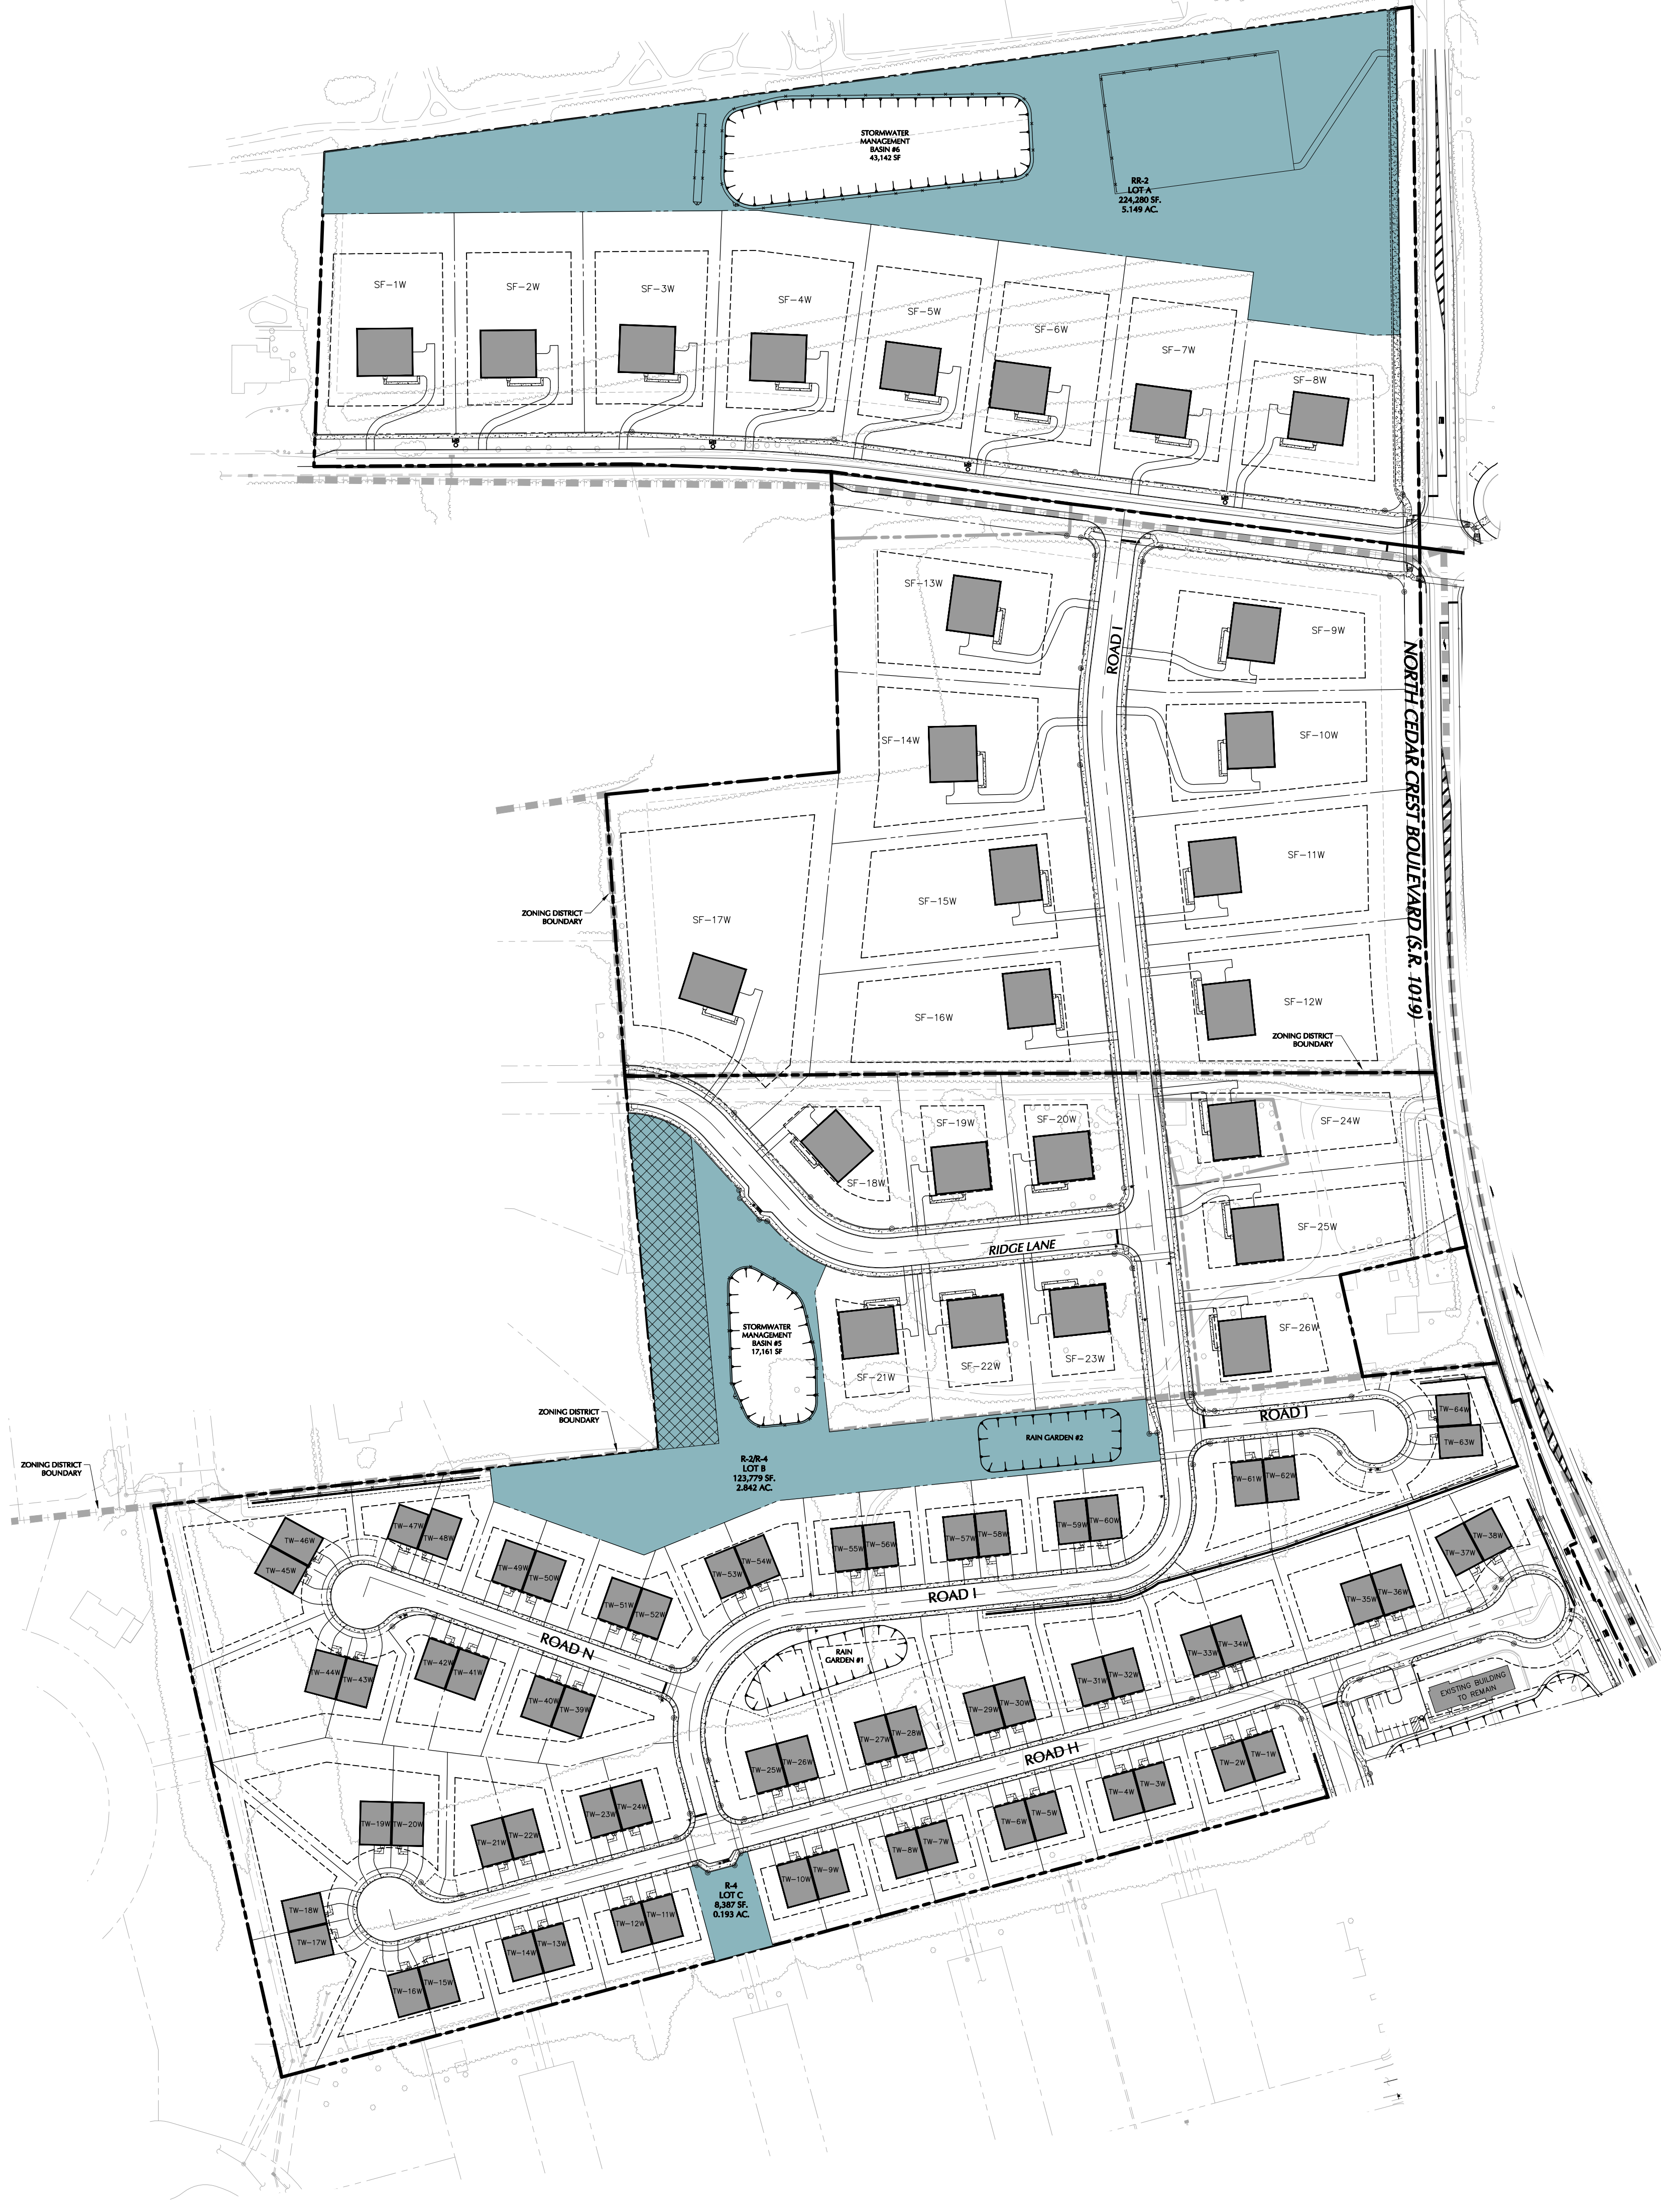 STORMWATER
MANAGEMENT
BASIN #6
43,142 SF
RR-2
LOT A
224,280 SF.
5.149 AC.
SF-1W
SF-2W
SF-3W
SF-4W
SF-5W
SF-6W
SF-7W
SF-8W
SF-13W
SF-9W
ROAD I
NORTH CEDAR CREST BOULEVARD (S.R. 1019)
SF-14W
SF-10W
SF-11W
SF-15W
SF-17W
ZONING DISTRICT
BOUNDARY
SF-16W
SF-12W
ZONING DISTRICT
BOUNDARY
SF-18W
SF-19W
SF-20W
SF-24W
SF-25W
RIDGE LANE
STORMWATER
MANAGEMENT
BASIN #5
17,161 SF
SF-21W
SF-22W
SF-23W
SF-26W
ZONING DISTRICT
BOUNDARY
ROAD J
TW-64W
TW-63W
RAIN GARDEN #2
ZONING DISTRICT
BOUNDARY
R-2/R-4
LOT B
123,779 SF.
2.842 AC.
TW-61W
TW-62W
TW-46W
TW-45W
TW-47W
TW-48W
TW-49W
TW-50W
TW-51W
TW-52W
TW-53W
TW-54W
TW-55W
TW-56W
TW-57W
TW-58W
TW-59W
TW-60W
TW-37W
TW-38W
TW-35W
TW-36W
ROAD I
ROAD N
RAIN
GARDEN #1
TW-44W
TW-43W
TW-42W
TW-41W
TW-40W
TW-39W
TW-33W
TW-34W
TW-31W
TW-32W
TW-29W
TW-30W
TW-27W
TW-28W
TW-25W
TW-26W
EXISTING BUILDING
TO REMAIN
ROAD H
TW-2W
TW-1W
TW-4W
TW-3W
TW-6W
TW-5W
TW-8W
TW-7W
TW-10W
TW-9W
TW-19W
TW-20W
TW-21W
TW-22W
TW-23W
TW-24W
R-4
LOT C
8,387 SF.
0.193 AC.
TW-18W
TW-17W
TW-12W
TW-11W
TW-14W
TW-13W
TW-16W
TW-15W